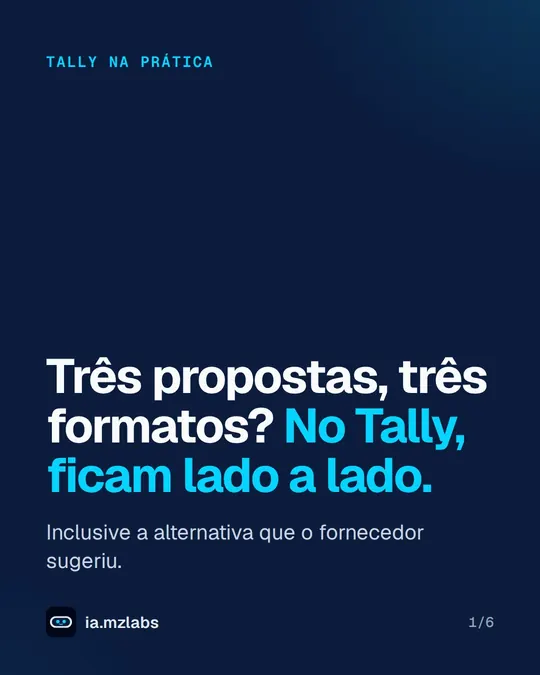 TALLY NA PRÁTICA
Três propostas, três
formatos? No Tally,
ficam lado a lado.
Inclusive a alternativa que o fornecedor
sugeriu.
ia.mzlabs
1/6